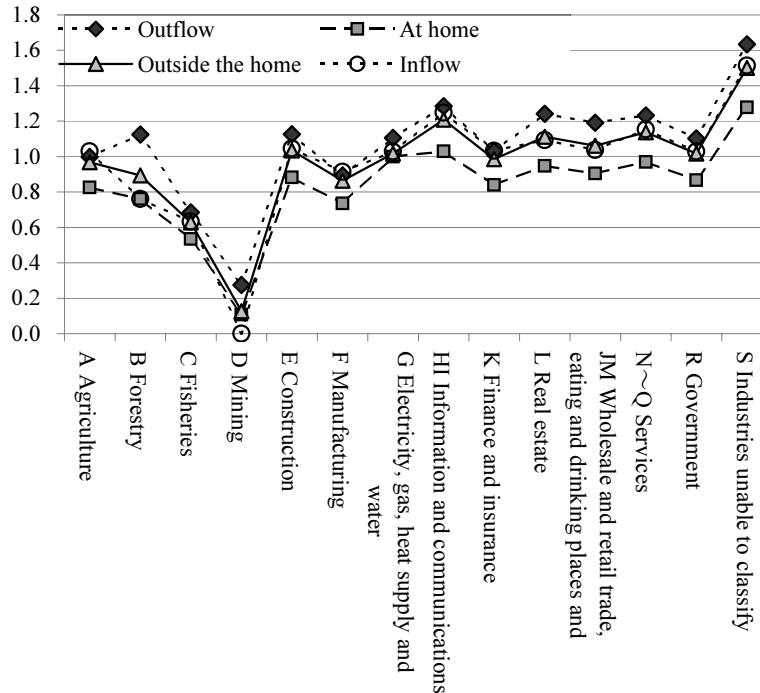 1.8
1.6
1.4
1.2
1.0
0.8
0.6
0.4
0.2
0.0
Outflow
At home
Outside the home
Inflow
A Agriculture
B Forestry
C Fisheries
D Mining
E Construction
F Manufacturing
G Electricity, gas, heat supply and
water
HI Information and communications
K Finance and insurance
L Real estate
JM Wholesale and retail trade,
eating and drinking places and
N～Q Services
R Government
S Industries unable to classify